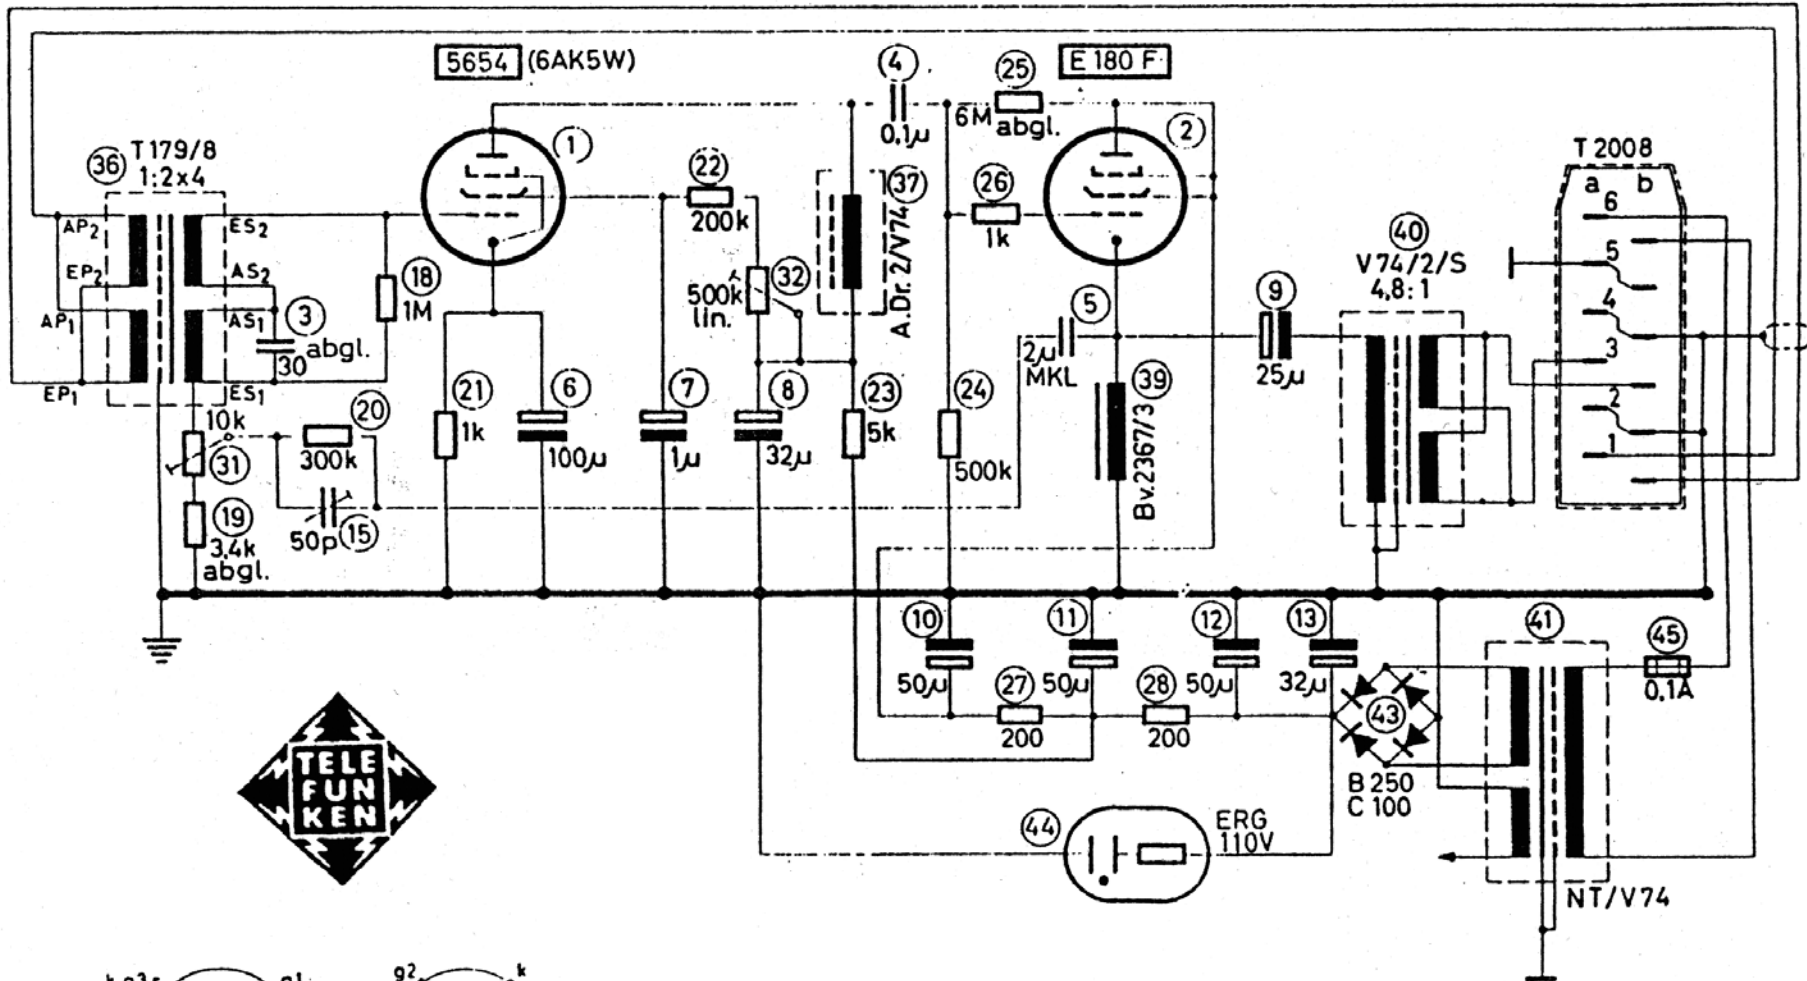 5654 (6AK5W)
4
25
E 180 F
0,1µ
6M abgl.
1
2
36
T179/8
1:2x4
22
200k
37
A.Dr. 2/V74
26
1k
T 2008
a b
6
5
4
3
2
1
AP2
ES2
EP2
AS2
AP1
AS1
EP1
ES1
18
1M
3
abgl.
30
32
500k
lin.
5
2µ
MKL
9
25µ
40
V74/2/S
4,8:1
39
Bv.2367/3
10k
31
20
300k
21
1k
6
100µ
7
1µ
8
32µ
23
5k
24
500k
19
3,4k
abgl.
50p
15
10
50µ
11
50µ
12
50µ
13
32µ
27
200
28
200
43
B 250
C 100
41
45
0,1A
NT/V74
44
ERG
110V
TELE
FUN
KEN
g2
k